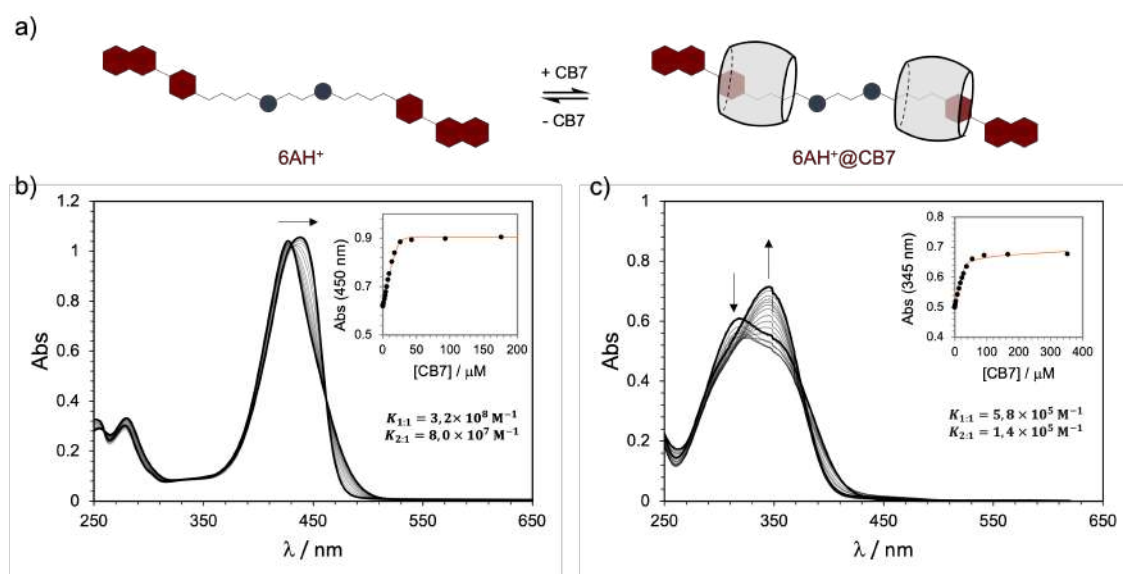 a)
+ CB7
- CB7
6AH⁺
6AH⁺@CB7
b)
1.2
1
0.8
0.6
0.4
0.2
0
Abs
250
350
450
550
650
λ / nm
0.9
0.7
0.5
Abs (450 nm)
0
50
100
150
200
[CB7] / μM
K₁:₁ = 3,2 × 10⁸ M⁻¹
K₂:₁ = 8,0 × 10⁷ M⁻¹
c)
1
0.8
0.6
0.4
0.2
0
Abs
250
350
450
550
650
λ / nm
0.8
0.7
0.6
0.5
0.4
Abs (345 nm)
0
100
200
300
400
[CB7] / μM
K₁:₁ = 5,8 × 10⁵ M⁻¹
K₂:₁ = 1,4 × 10⁵ M⁻¹